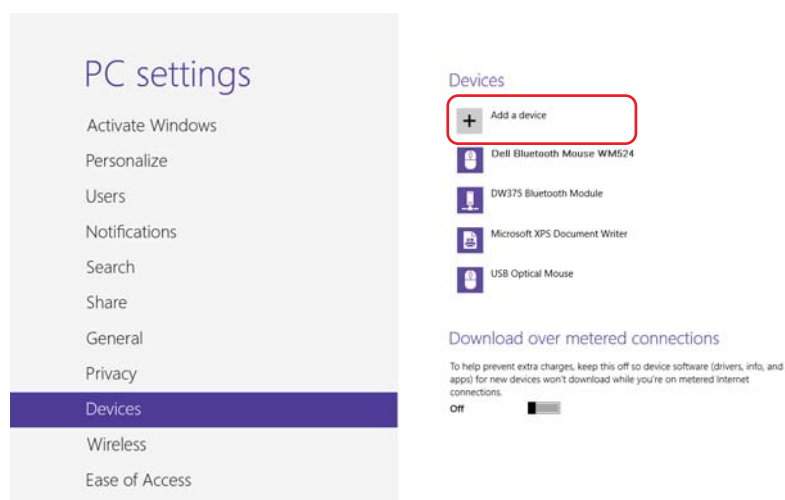 PC settings
Activate Windows
Personalize
Users
Notifications
Search
Share
General
Privacy
Devices
Wireless
Ease of Access
Devices
Add a device
Dell Bluetooth Mouse WM524
DW375 Bluetooth Module
Microsoft XPS Document Writer
USB Optical Mouse
Download over metered connections
To help prevent extra charges, keep this off so device software (drivers, info, and
apps) for new devices won't download while you're on metered Internet
connections.
Off